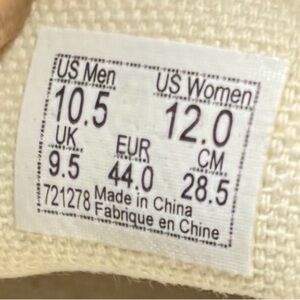 US Men US Women
10.5 12.0
UK EUR CM
9.5 44.0 28.5
721278 Made in China
Fabrique en Chine